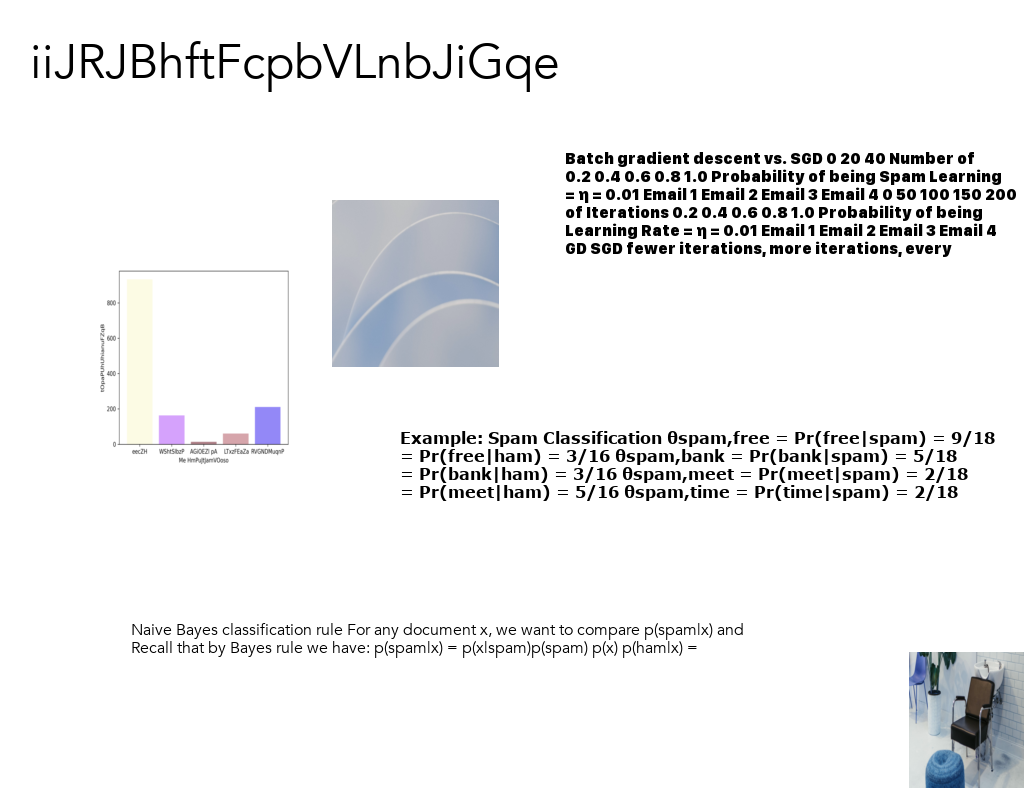 iiJRJBhftFcpbVLnbJiGqe
Batch gradient descent vs. SGD 0 20 40 Number of
0.2 0.4 0.6 0.8 1.0 Probability of being Spam Learning
= η = 0.01 Email 1 Email 2 Email 3 Email 4 0 50 100 150 200
of Iterations 0.2 0.4 0.6 0.8 1.0 Probability of being
Learning Rate = η = 0.01 Email 1 Email 2 Email 3 Email 4
GD SGD fewer iterations, more iterations, every
800
600
400
200
0
eecZH
Example: Spam Classification θspam,free = Pr(free|spam) = 9/18
= Pr(free|ham) = 3/16 θspam,bank = Pr(bank|spam) = 5/18
= Pr(bank|ham) = 3/16 θspam,meet = Pr(meet|spam) = 2/18
= Pr(meet|ham) = 5/16 θspam,time = Pr(time|spam) = 2/18
Naive Bayes classification rule For any document x, we want to compare p(spam|x) and
Recall that by Bayes rule we have: p(spam|x) = p(x|spam)p(spam) p(x) p(ham|x) =